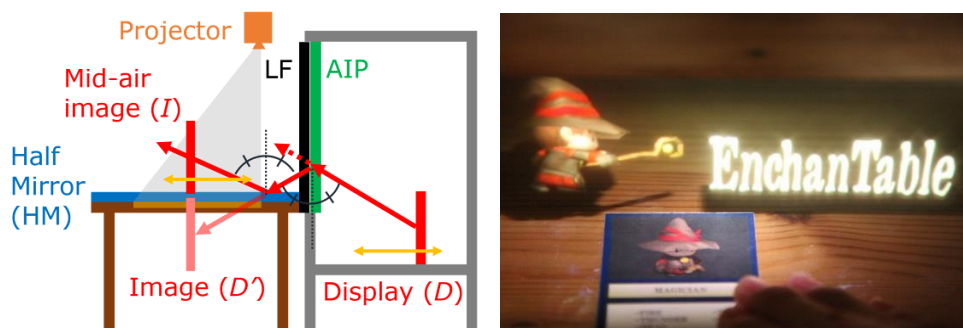 Projector
LF
AIP
Mid-air
image (I)
Half
Mirror
(HM)
Image (D')
Display (D)
EnchanTable
MAGICIAN